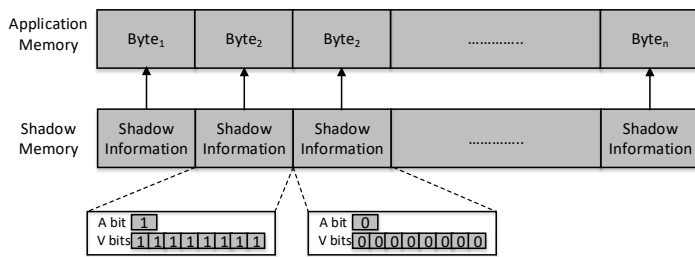 Application Memory
Byte1 Byte2 Byte2 ………….. Byten
Shadow Memory
Shadow Information Shadow Information Shadow Information ………….. Shadow Information
A bit 1
V bits 1 1 1 1 1 1 1 1
A bit 0
V bits 0 0 0 0 0 0 0 0